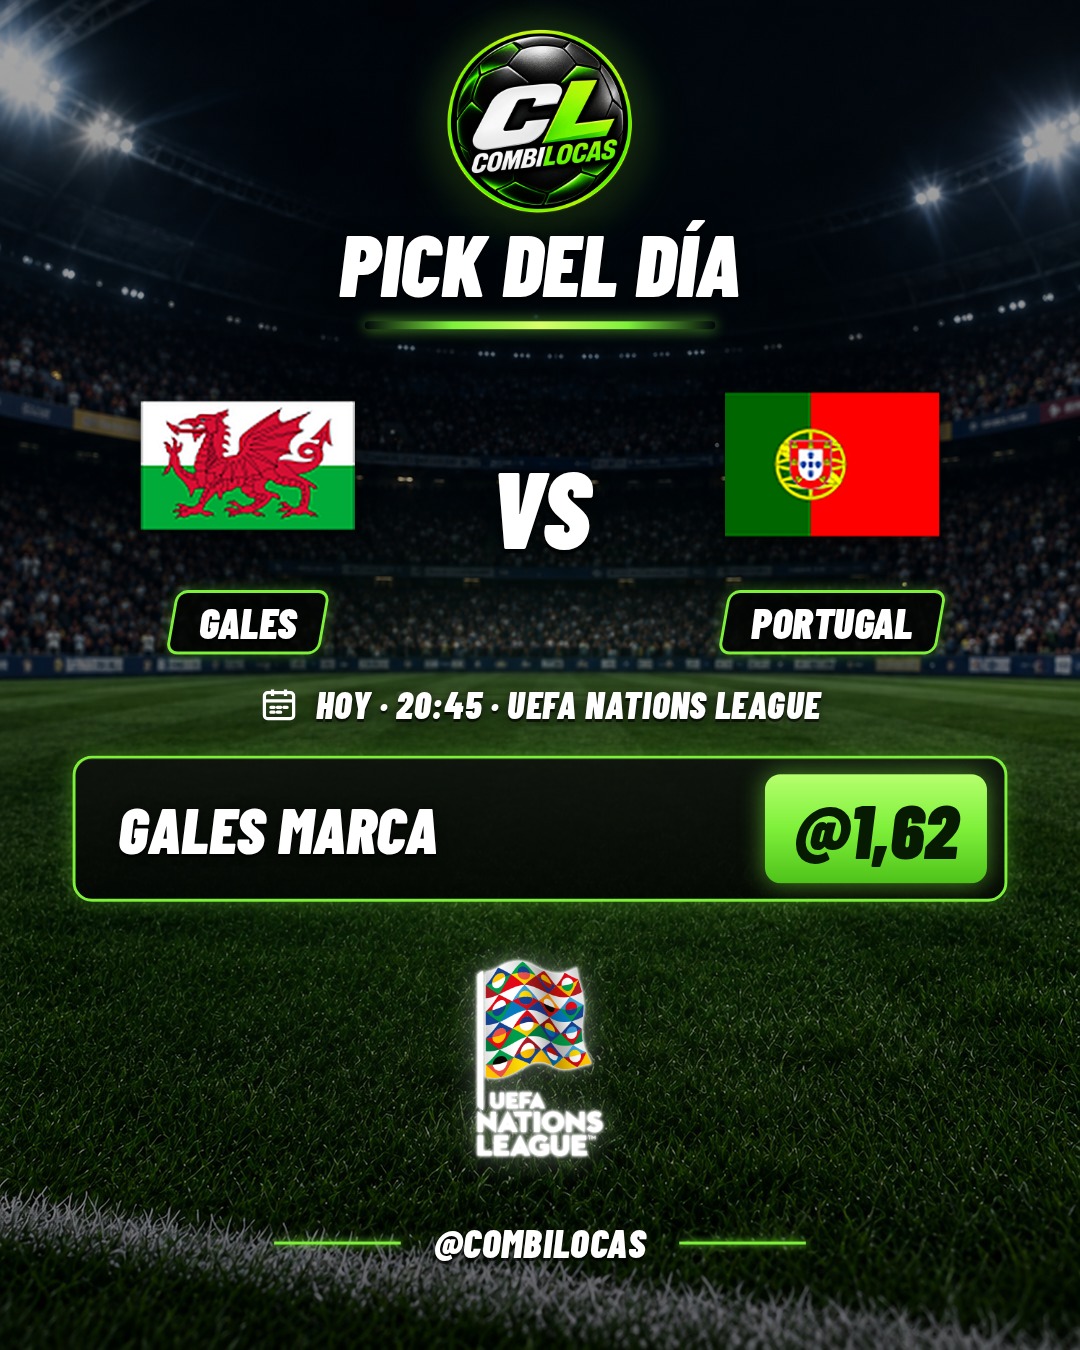 CL
COMBILOCAS
PICK DEL DÍA
VS
GALES
PORTUGAL
HOY · 20:45 · UEFA NATIONS LEAGUE
GALES MARCA
@1,62
UEFA
NATIONS
LEAGUE™
@COMBILOCAS